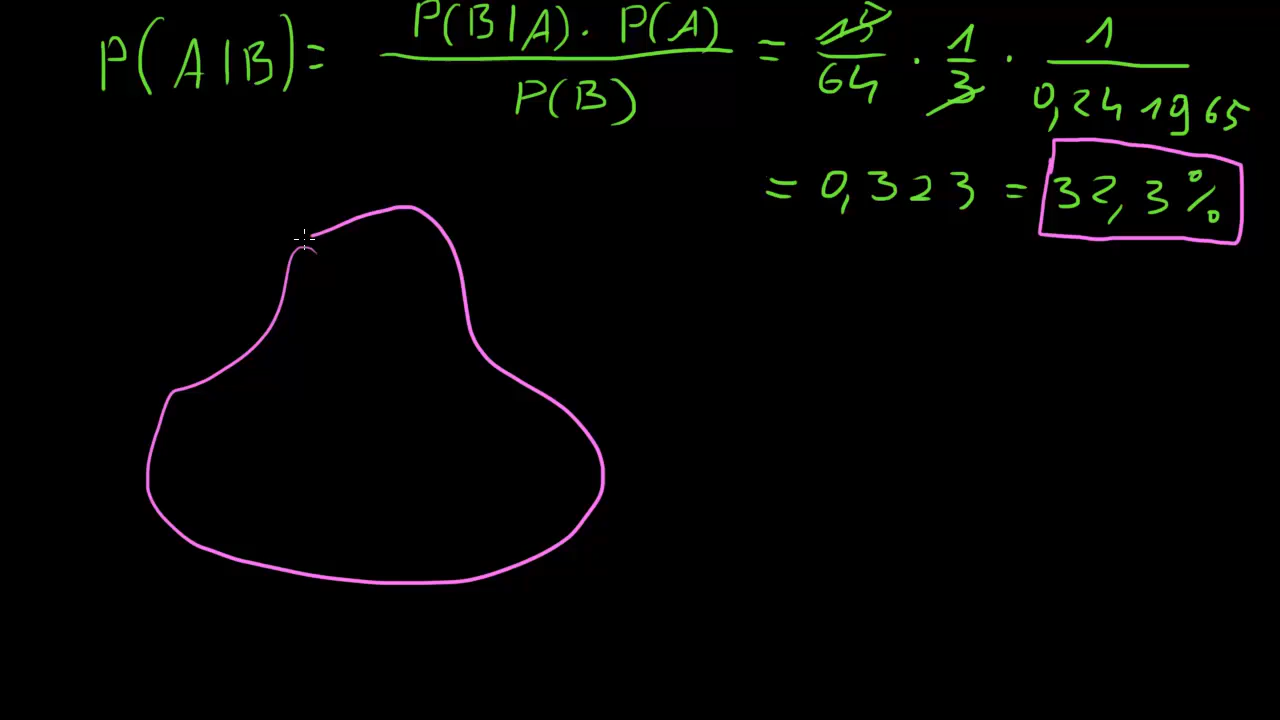 P(A|B) = P(B|A) · P(A) / P(B) = 15/64 · 1/3 · 1/0,241965
= 0,323 = 32,3%